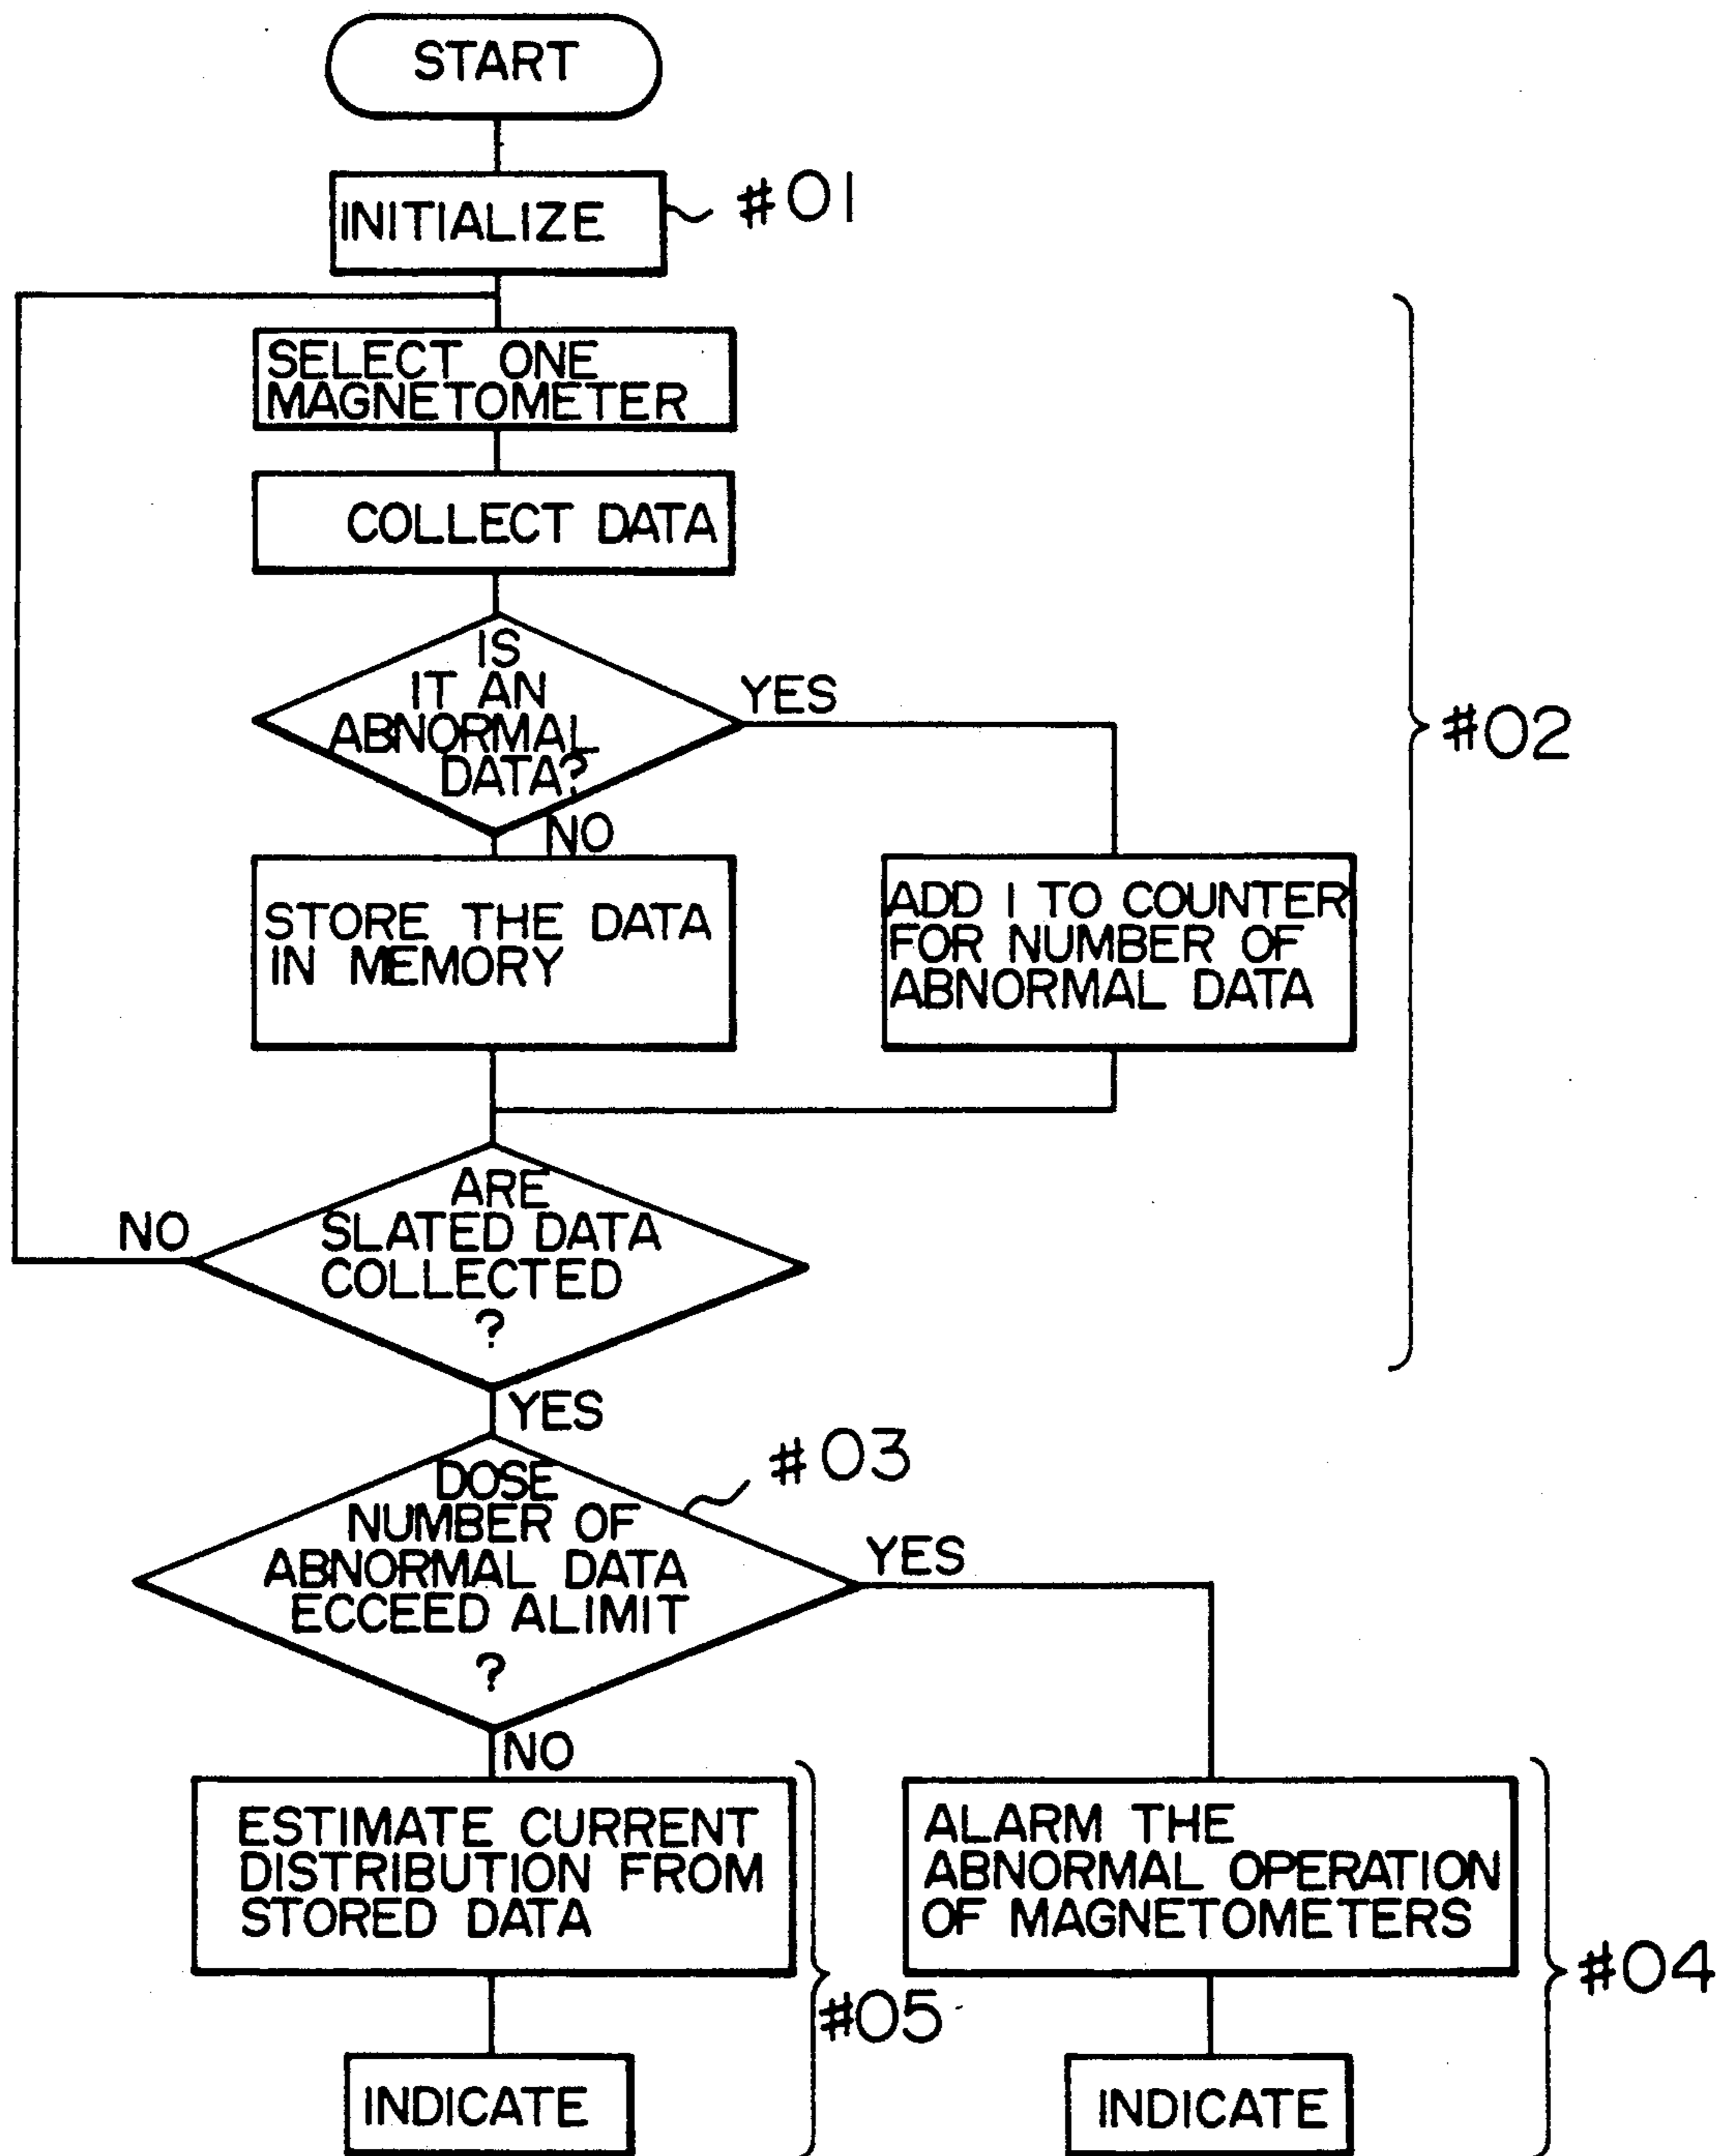 START
INITIALIZE
#01
SELECT ONE
MAGNETOMETER
COLLECT DATA
IS
IT AN
ABNORMAL
DATA?
YES
#02
NO
STORE THE DATA
IN MEMORY
ADD 1 TO COUNTER
FOR NUMBER OF
ABNORMAL DATA
ARE
SLATED DATA
COLLECTED
?
NO
YES
#03
DOSE
NUMBER OF
ABNORMAL DATA
ECCEED ALIMIT
?
YES
NO
ESTIMATE CURRENT
DISTRIBUTION FROM
STORED DATA
#05
ALARM THE
ABNORMAL OPERATION
OF MAGNETOMETERS
#04
INDICATE
INDICATE